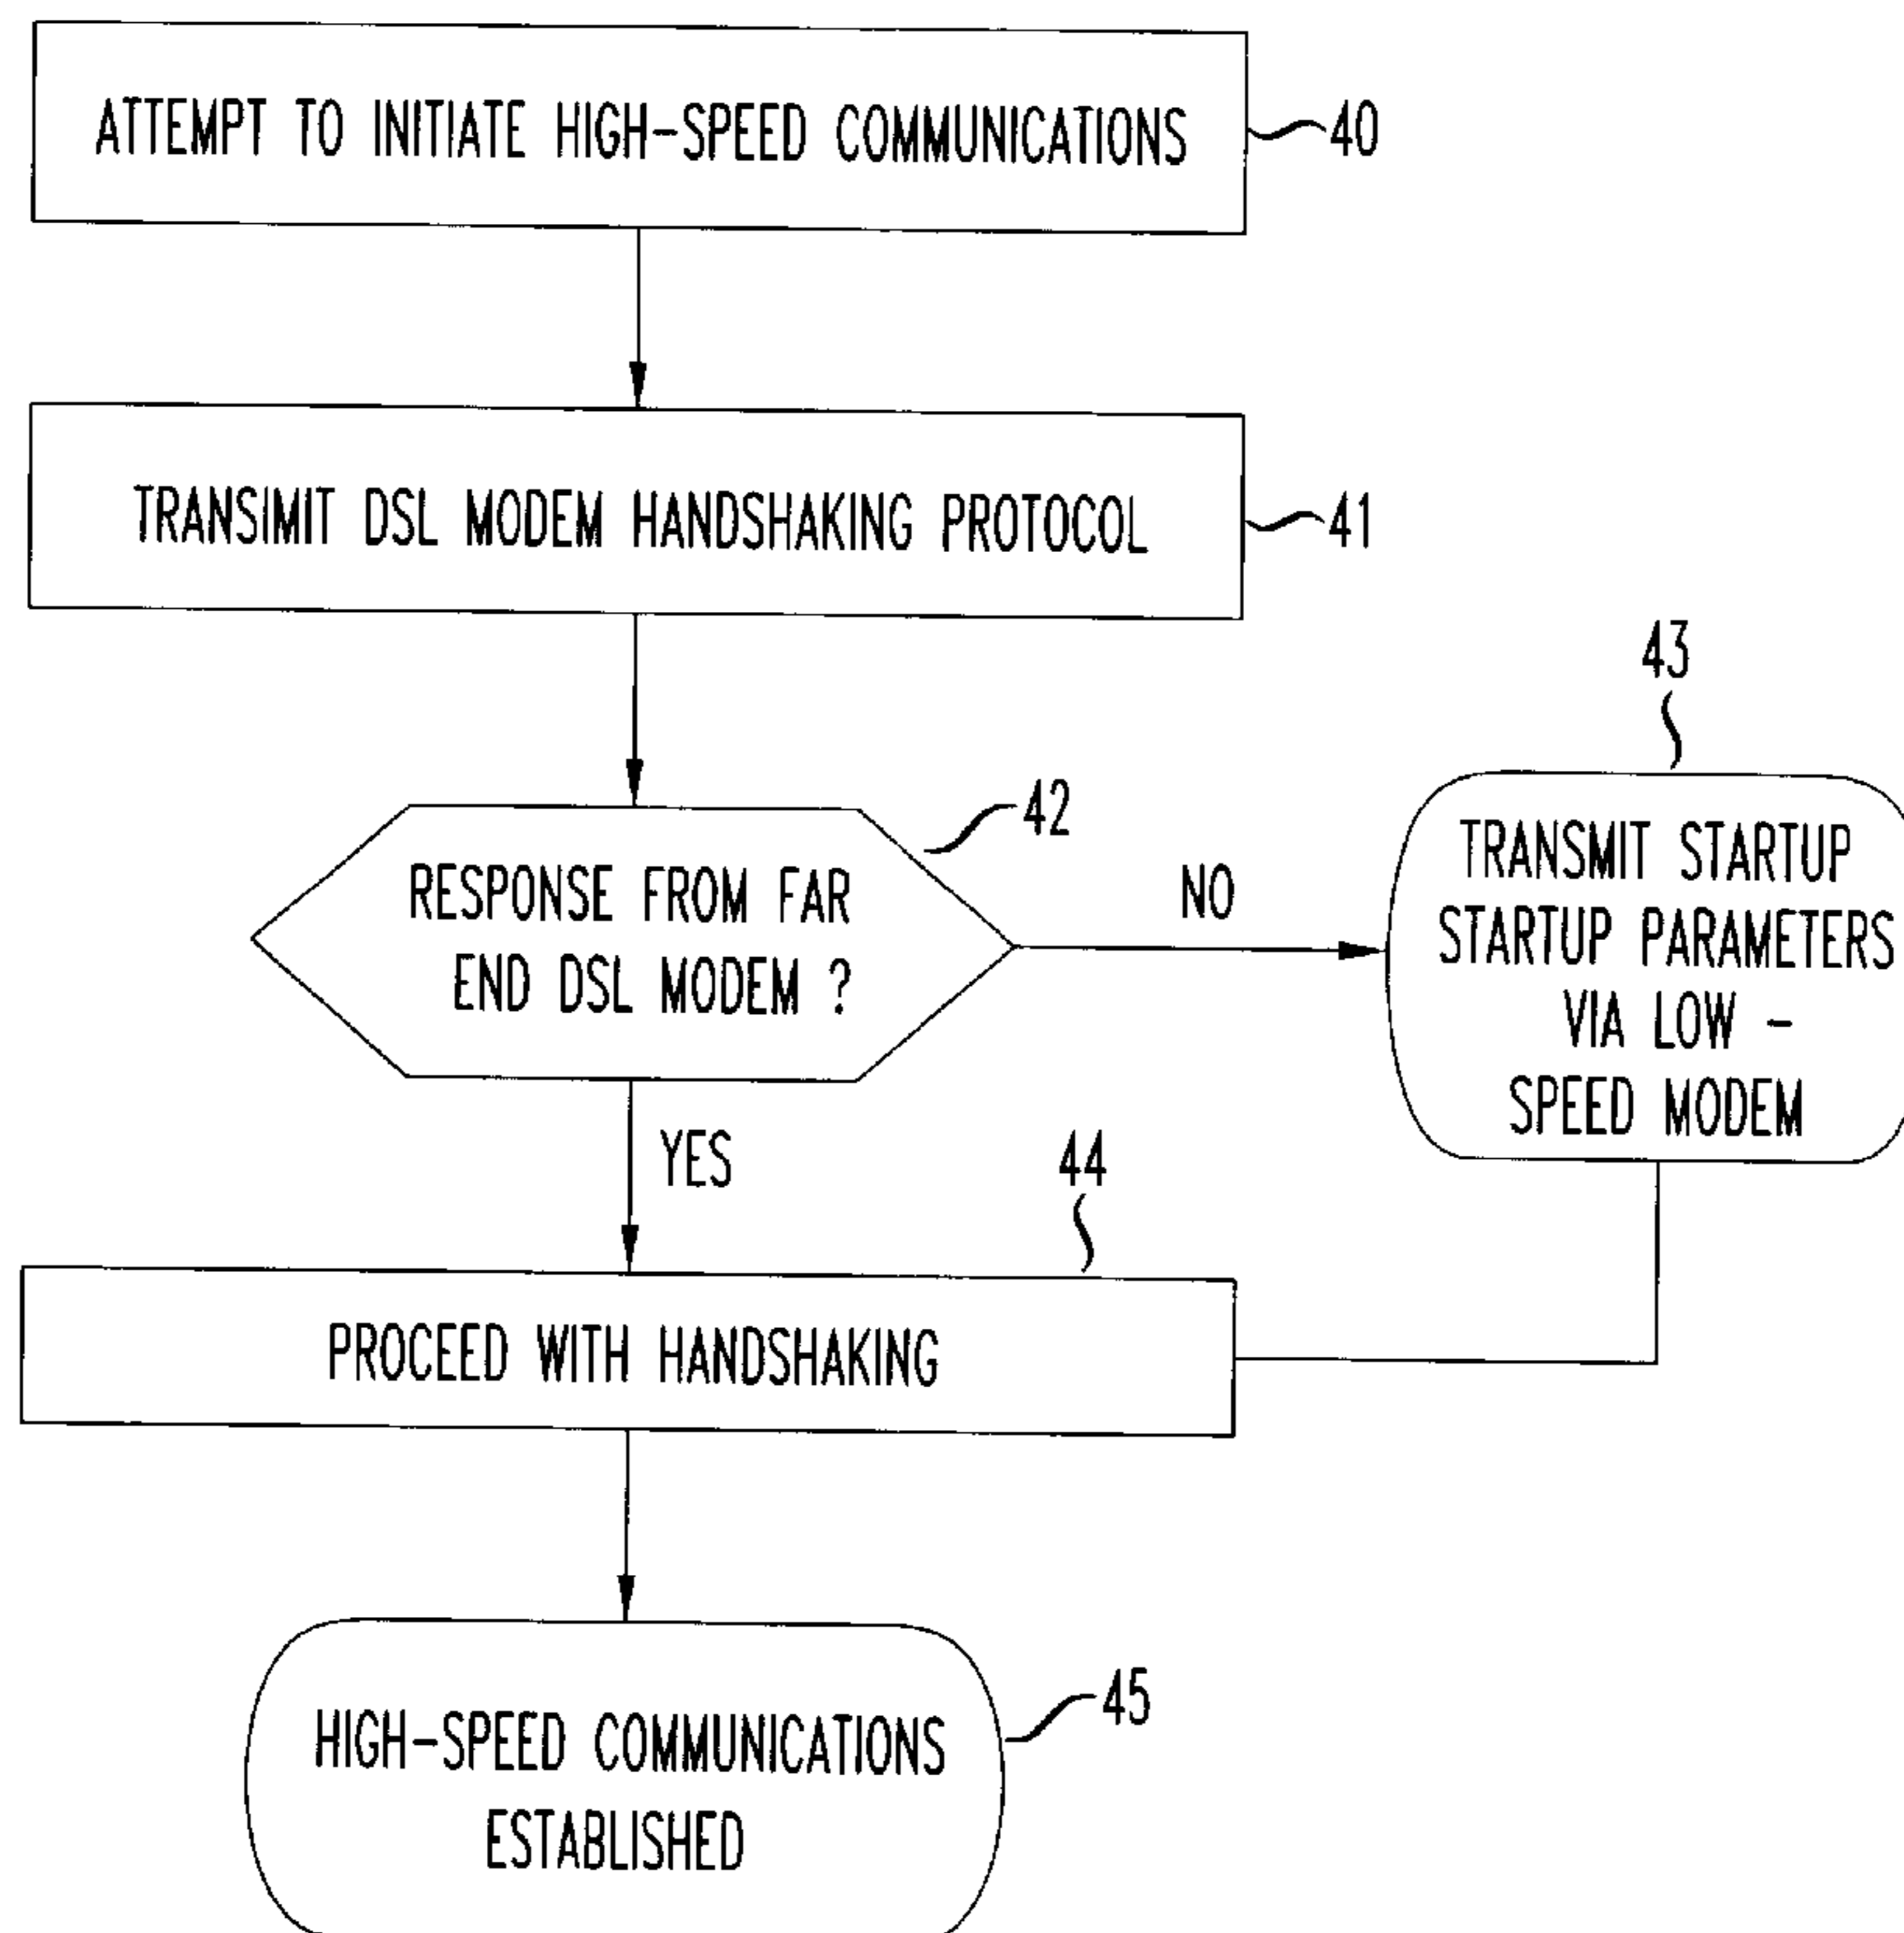 ATTEMPT TO INITIATE HIGH-SPEED COMMUNICATIONS
40
TRANSIMIT DSL MODEM HANDSHAKING PROTOCOL
41
RESPONSE FROM FAR
END DSL MODEM ?
42
NO
43
TRANSMIT STARTUP
STARTUP PARAMETERS
VIA LOW -
SPEED MODEM
YES
44
PROCEED WITH HANDSHAKING
HIGH-SPEED COMMUNICATIONS
ESTABLISHED
45